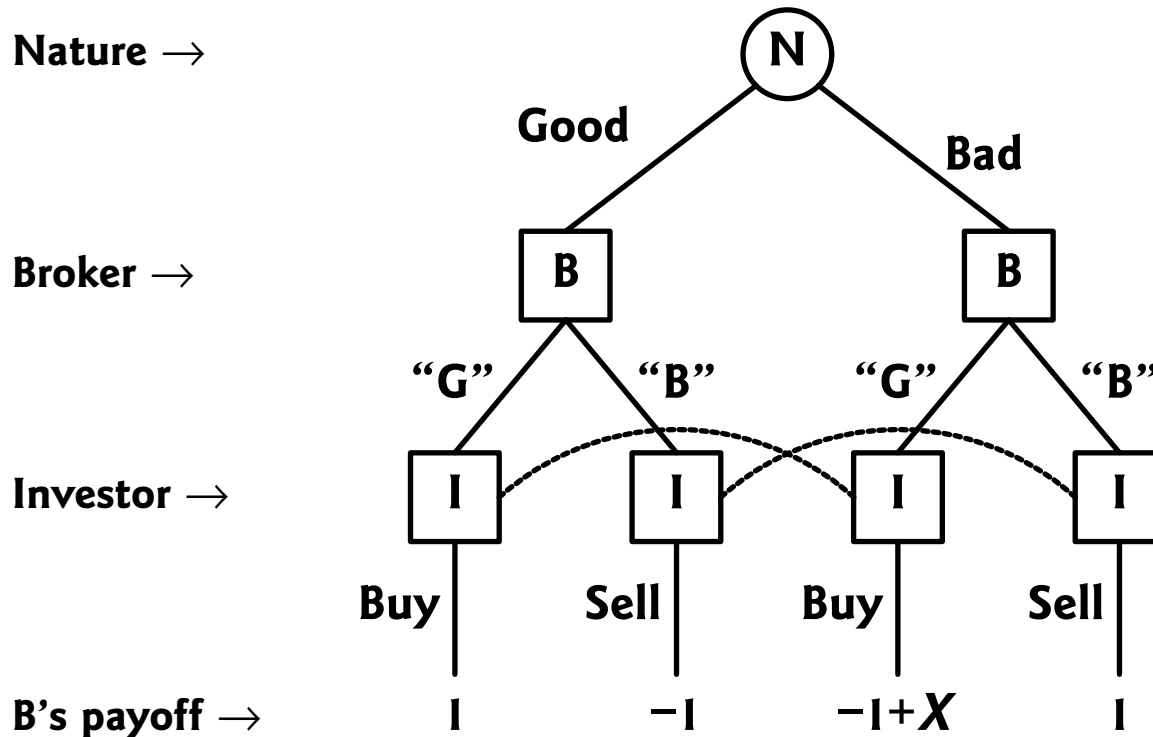 Nature → N
Good Bad
Broker → B B
“G” “B” “G” “B”
Investor → I I I I
Buy Sell Buy Sell
B’s payoff → 1 −1 −1+X 1